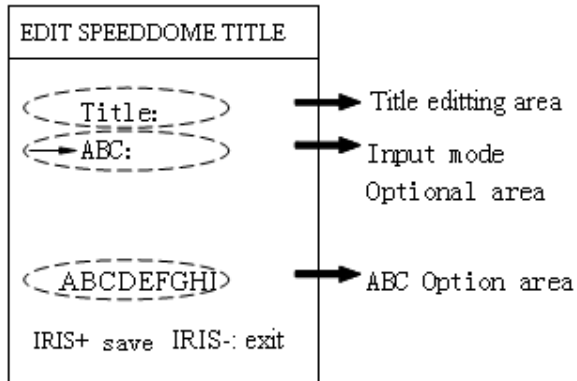 EDIT SPEEDDOME TITLE
Title:
Title editting area
ABC:
Input mode
Optional area
ABCDEFGHI
ABC Option area
IRIS+ save IRIS-: exit